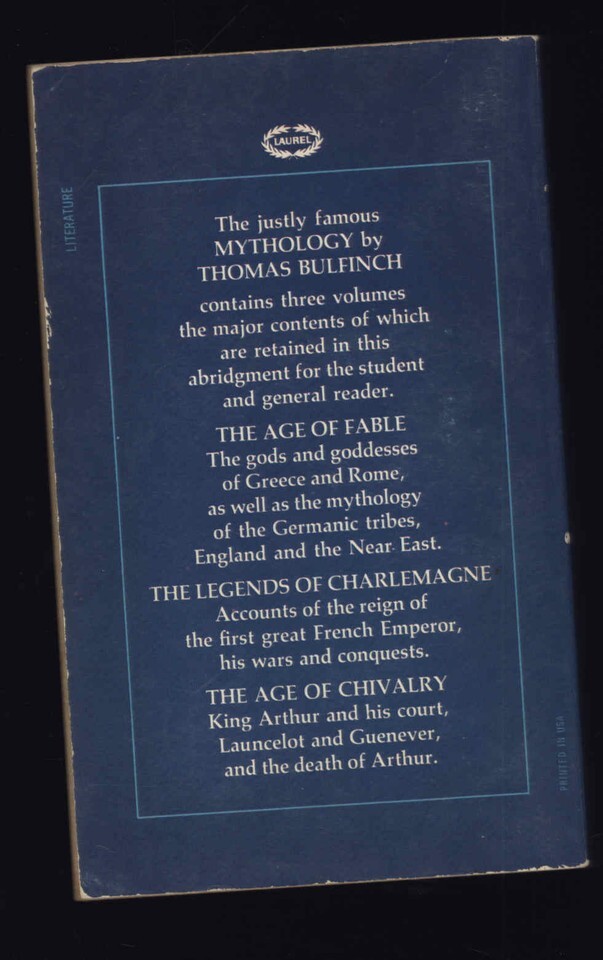 LAUREL
LITERATURE
The justly famous
MYTHOLOGY by
THOMAS BULFINCH
contains three volumes
the major contents of which
are retained in this
abridgment for the student
and general reader.
THE AGE OF FABLE
The gods and goddesses
of Greece and Rome,
as well as the mythology
of the Germanic tribes,
England and the Near East.
THE LEGENDS OF CHARLEMAGNE
Accounts of the reign of
the first great French Emperor,
his wars and conquests.
THE AGE OF CHIVALRY
King Arthur and his court,
Launcelot and Guenever,
and the death of Arthur.
PRINTED IN USA